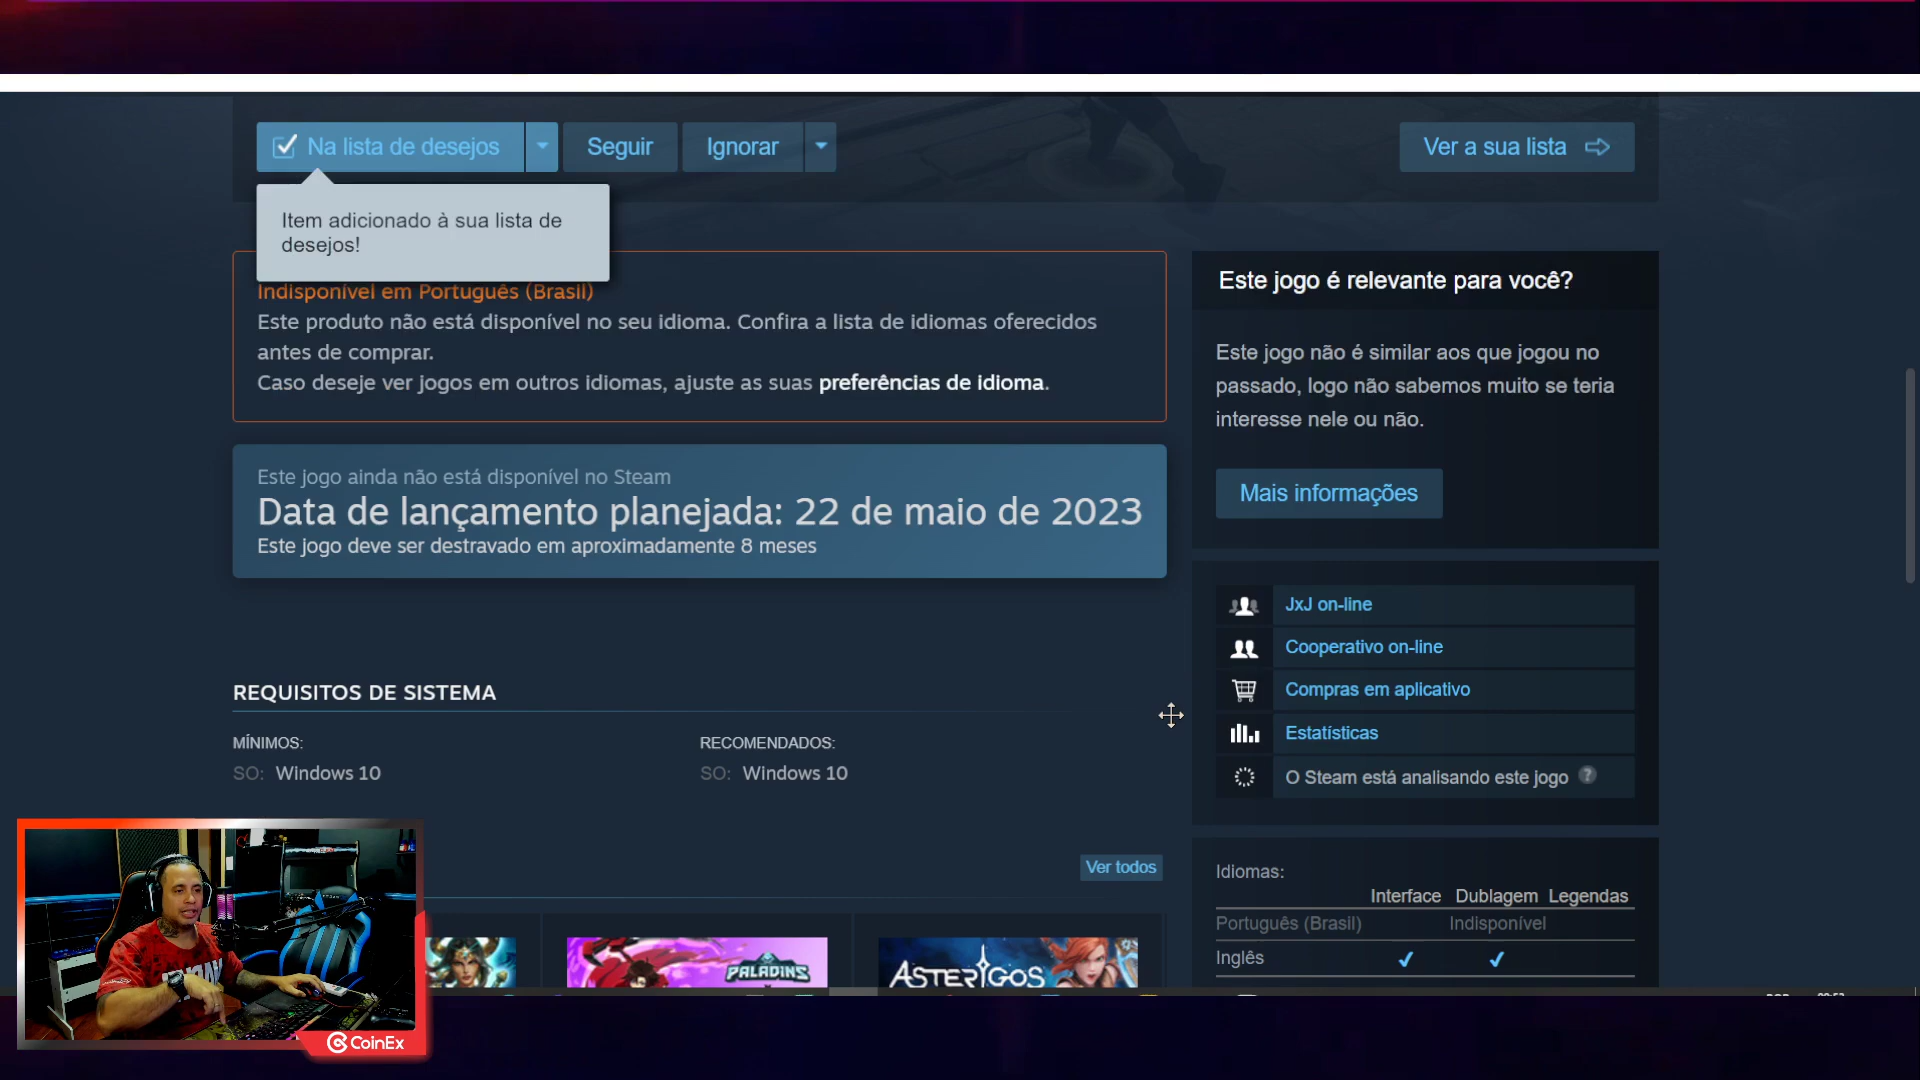 Na lista de desejos
Seguir
Ignorar
Ver a sua lista
Item adicionado à sua lista de
desejos!
Indisponível em Português (Brasil)
Este produto não está disponível no seu idioma. Confira a lista de idiomas oferecidos
antes de comprar.
Caso deseje ver jogos em outros idiomas, ajuste as suas preferências de idioma.
Este jogo ainda não está disponível no Steam
Data de lançamento planejada: 22 de maio de 2023
Este jogo deve ser destravado em aproximadamente 8 meses
REQUISITOS DE SISTEMA
MÍNIMOS:
SO: Windows 10
RECOMENDADOS:
SO: Windows 10
Ver todos
PALADINS
ASTERIGOS
Este jogo é relevante para você?
Este jogo não é similar aos que jogou no
passado, logo não sabemos muito se teria
interesse nele ou não.
Mais informações
JxJ on-line
Cooperativo on-line
Compras em aplicativo
Estatísticas
O Steam está analisando este jogo ?
Idiomas:
Interface Dublagem Legendas
Português (Brasil) Indisponível
Inglês ✔ ✔
CoinEx